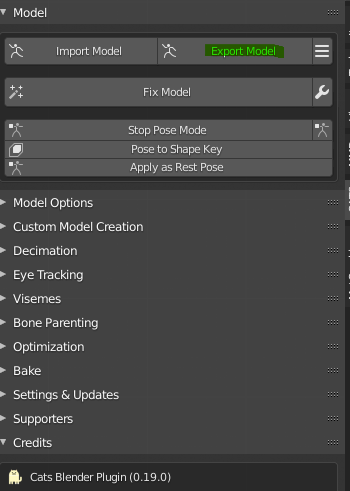 Model
Import Model
Export Model
Fix Model
Stop Pose Mode
Pose to Shape Key
Apply as Rest Pose
Model Options
Custom Model Creation
Decimation
Eye Tracking
Visemes
Bone Parenting
Optimization
Bake
Settings & Updates
Supporters
Credits
Cats Blender Plugin (0.19.0)